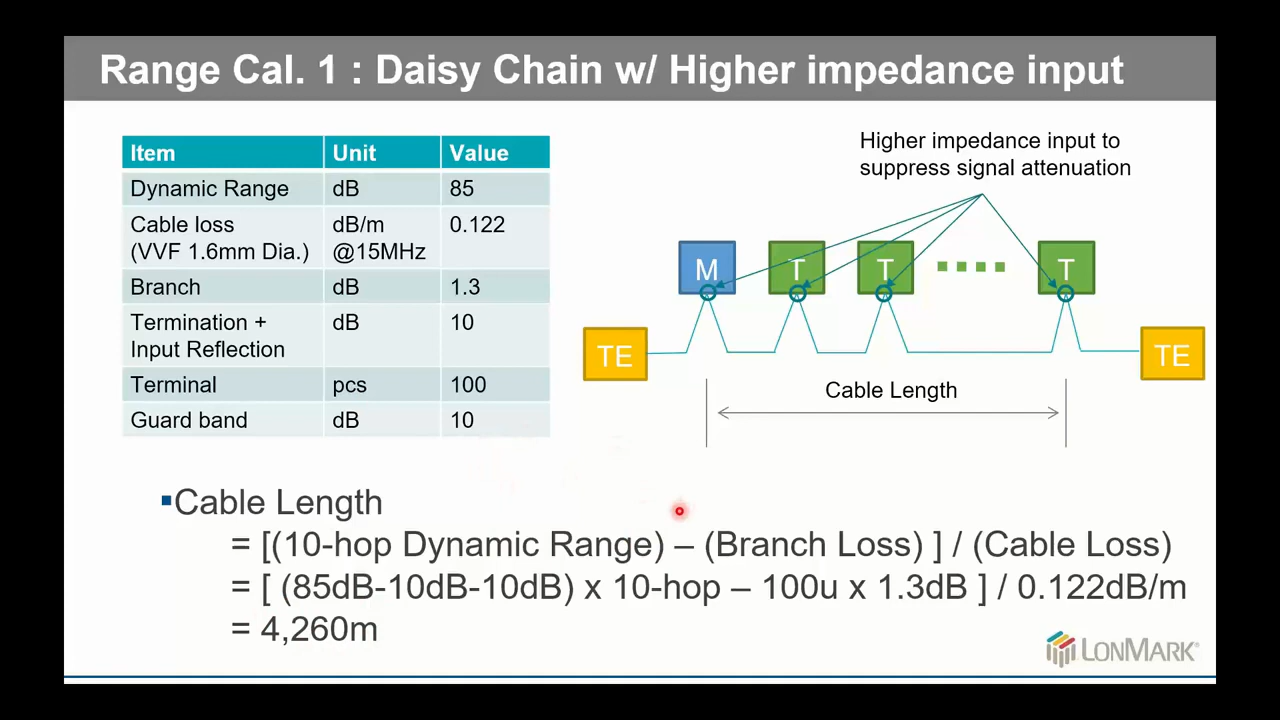 Range Cal. 1 : Daisy Chain w/ Higher impedance input
Item Unit Value
Dynamic Range dB 85
Cable loss
(VVF 1.6mm Dia.) dB/m
@15MHz 0.122
Branch dB 1.3
Termination +
Input Reflection dB 10
Terminal pcs 100
Guard band dB 10
Higher impedance input to
suppress signal attenuation
M T T T
TE TE
Cable Length
▪Cable Length
= [(10-hop Dynamic Range) – (Branch Loss) ] / (Cable Loss)
= [ (85dB-10dB-10dB) x 10-hop – 100u x 1.3dB ] / 0.122dB/m
= 4,260m
LONMARK®